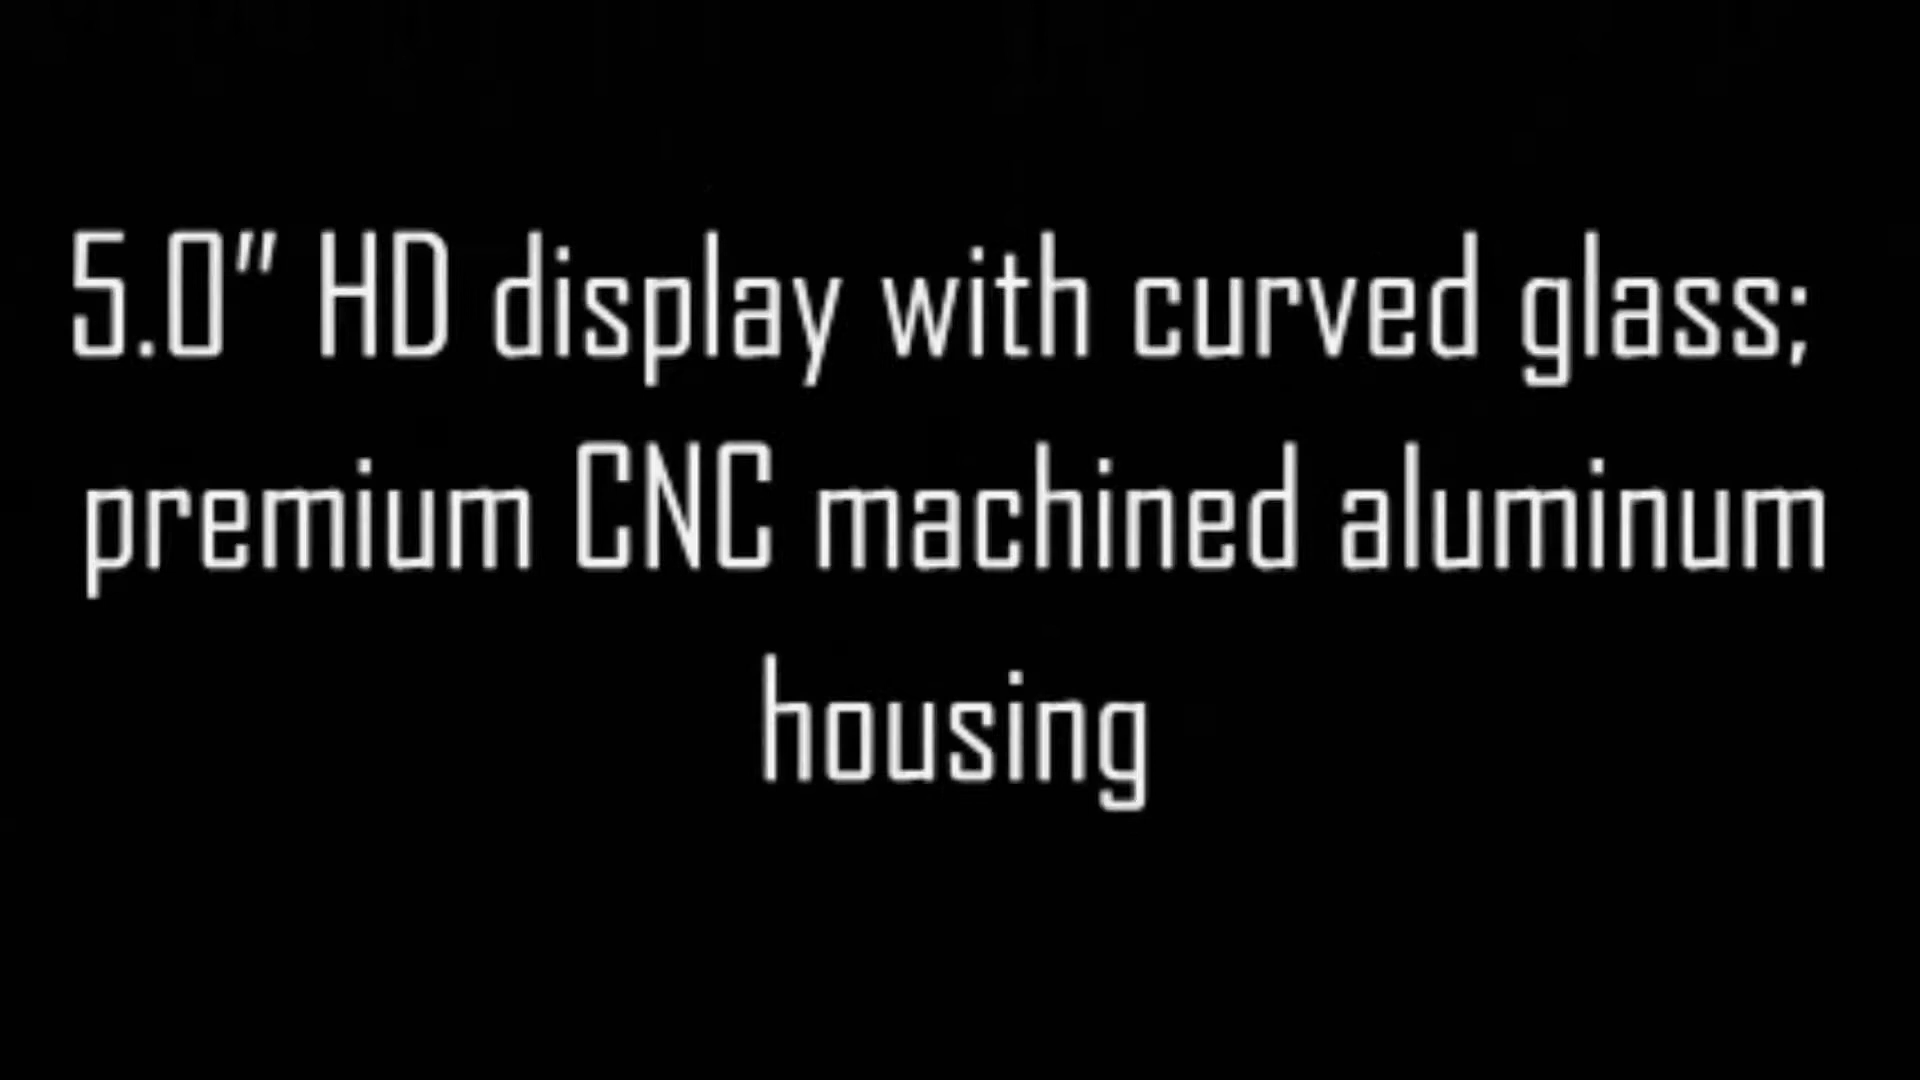 5.0" HD display with curved glass;
premium CNC machined aluminum
housing